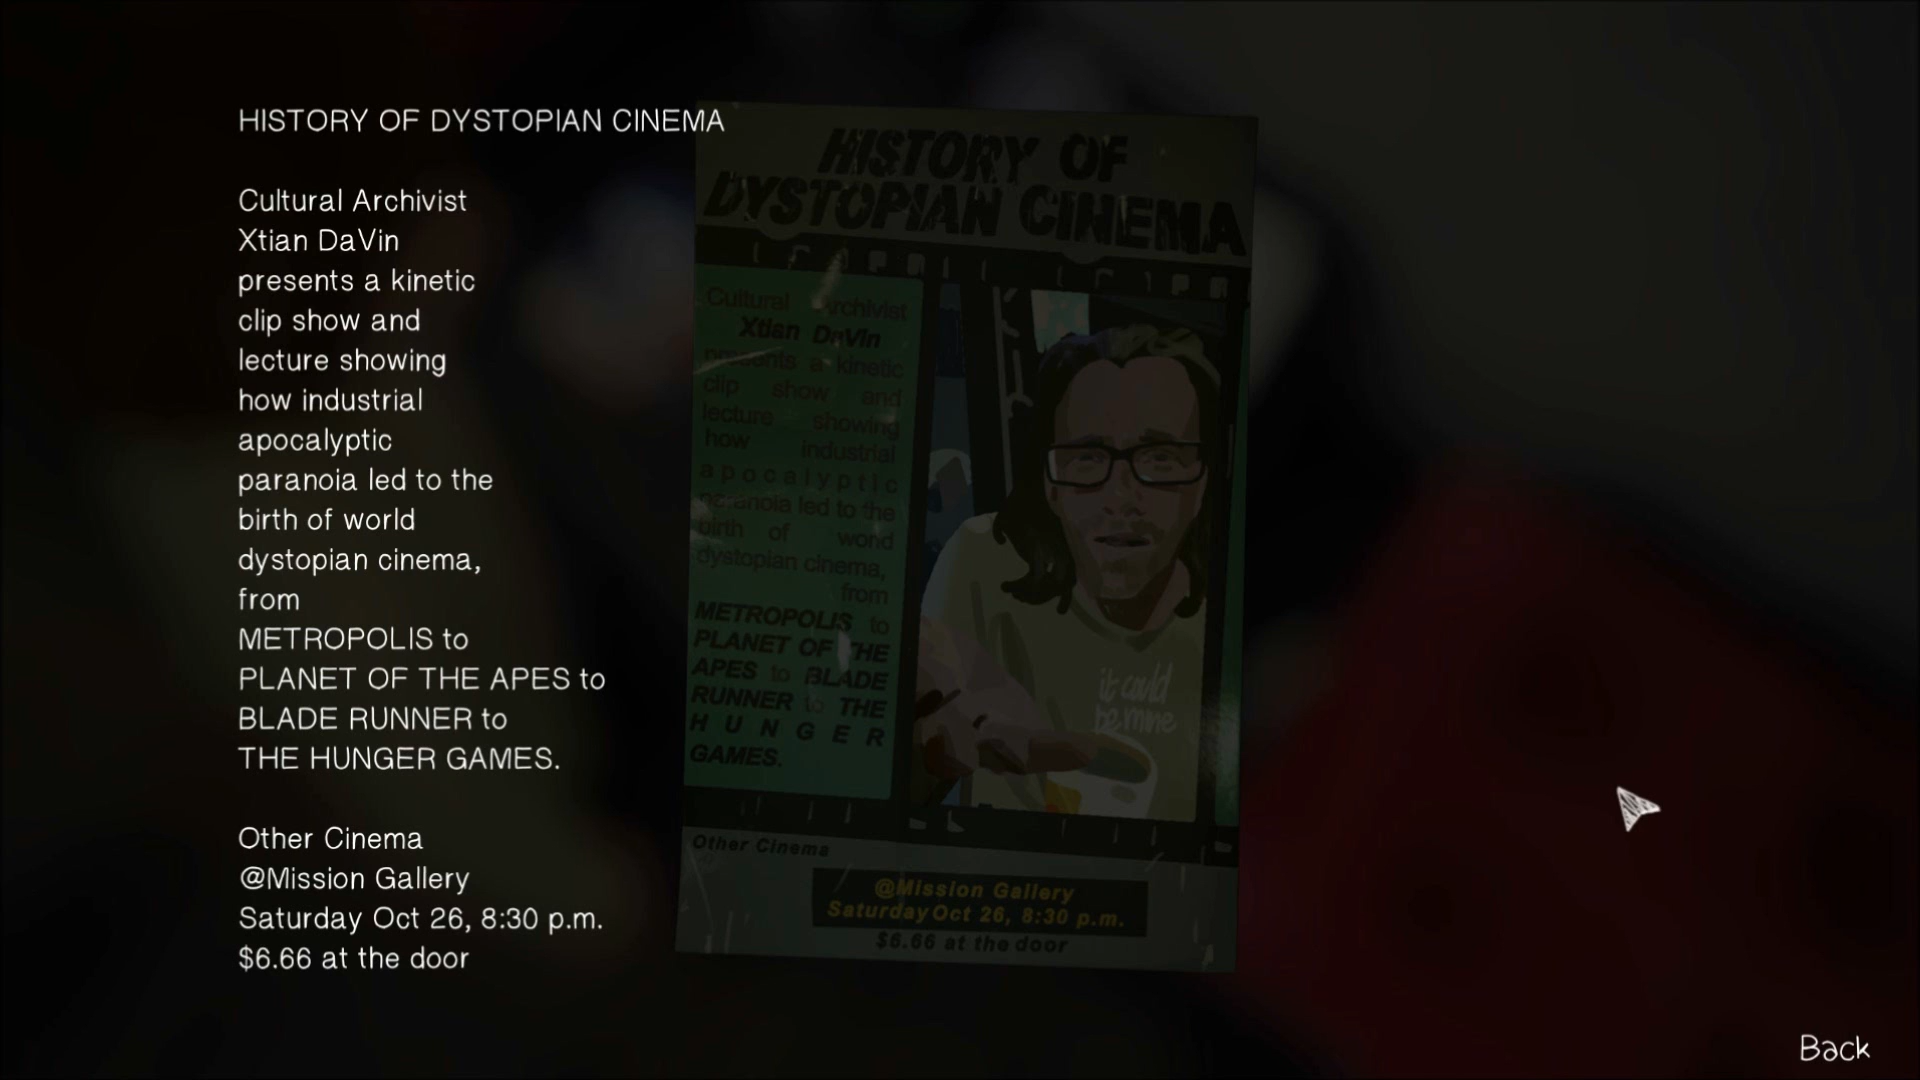 HISTORY OF DYSTOPIAN CINEMA
Cultural Archivist
Xtian DaVin
presents a kinetic
clip show and
lecture showing
how industrial
apocalyptic
paranoia led to the
birth of world
dystopian cinema,
from
METROPOLIS to
PLANET OF THE APES to
BLADE RUNNER to
THE HUNGER GAMES.
Other Cinema
@Mission Gallery
Saturday Oct 26, 8:30 p.m.
$6.66 at the door
HISTORY OF
DYSTOPIAN CINEMA
Cultural Archivist
Xtian DaVin
presents a kinetic
clip show and
lecture showing
how industrial
apocalyptic
paranoia led to the
birth of world
dystopian cinema,
from
METROPOLIS to
PLANET OF THE
APES to BLADE
RUNNER to THE
HUNGER
GAMES.
it could
be mine
Other Cinema
@Mission Gallery
Saturday Oct 26, 8:30 p.m.
$6.66 at the door
Back